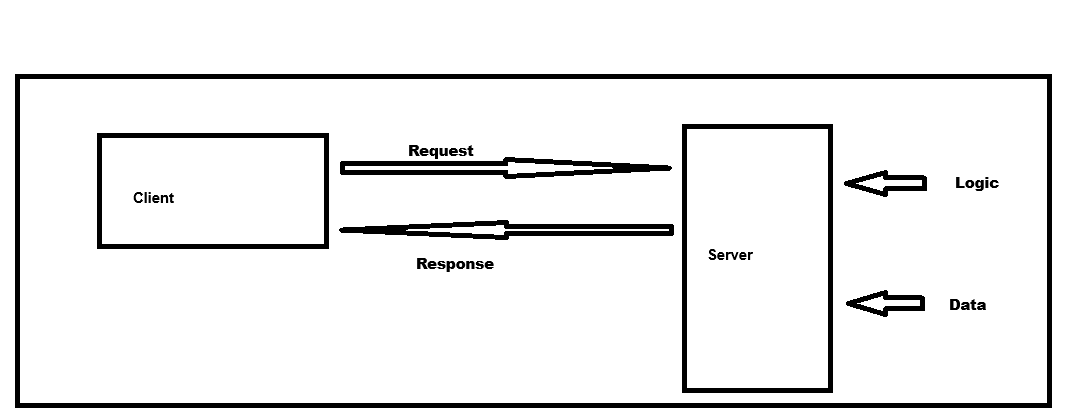 Request
Client
Logic
Server
Response
Data